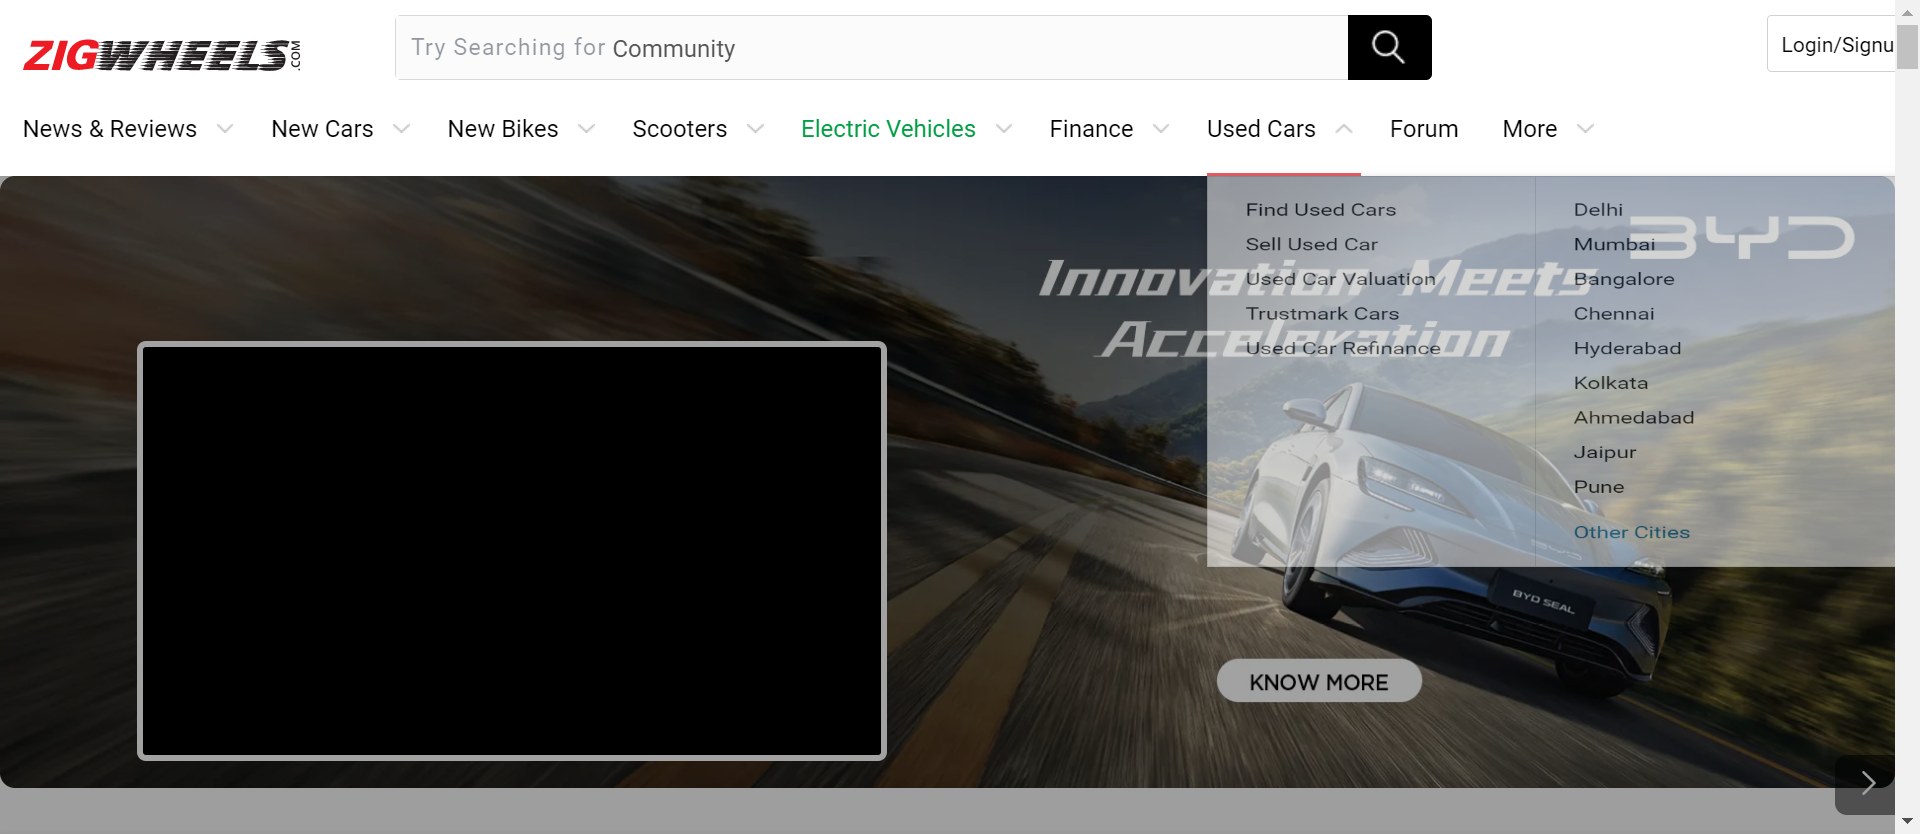 ZIGWHEELS.COM
Try Searching for Community
Login/Signu
News & Reviews
New Cars
New Bikes
Scooters
Electric Vehicles
Finance
Used Cars
Forum
More
Find Used Cars
Sell Used Car
Used Car Valuation
Trustmark Cars
Used Car Refinance
Delhi
Mumbai
Bangalore
Chennai
Hyderabad
Kolkata
Ahmedabad
Jaipur
Pune
Other Cities
BYD
Innovation Meets
Acceleration
BYD SEAL
KNOW MORE